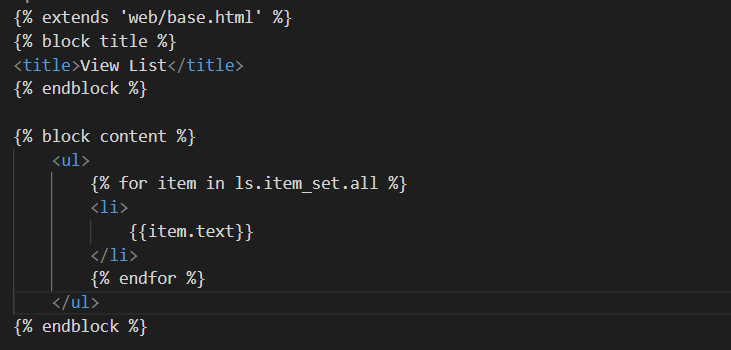 {% extends 'web/base.html' %}
{% block title %}
<title>View List</title>
{% endblock %}
{% block content %}
<ul>
{% for item in ls.item_set.all %}
<li>
{{item.text}}
</li>
{% endfor %}
</ul>
{% endblock %}